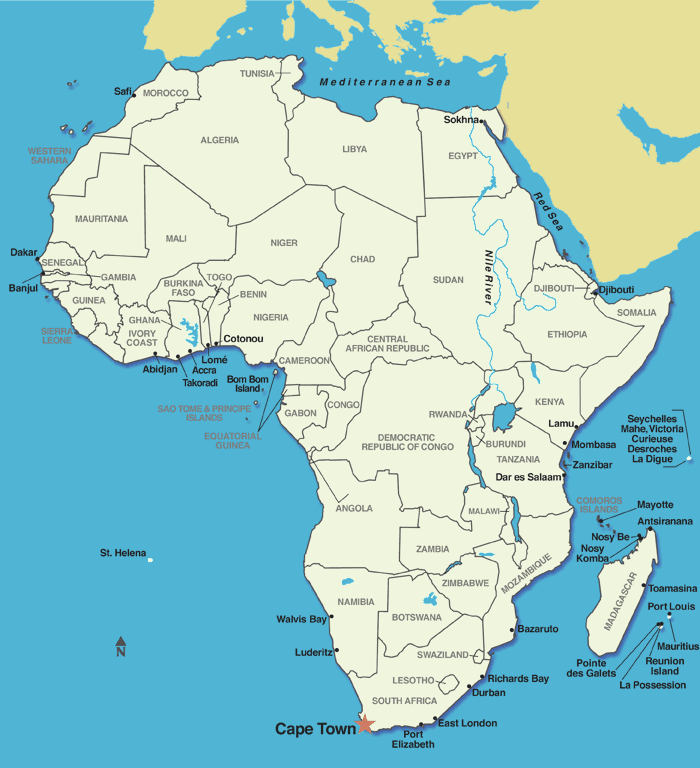 Mediterranean Sea
TUNISIA
Safi
MOROCCO
Sokhna
ALGERIA
LIBYA
EGYPT
WESTERN
SAHARA
Red Sea
MAURITANIA
MALI
NIGER
CHAD
SUDAN
Nile River
Dakar
SENEGAL
Banjul
GAMBIA
GUINEA
BURKINA
FASO
TOGO
BENIN
NIGERIA
DJIBOUTI
Djibouti
SOMALIA
ETHIOPIA
SIERRA
LEONE
GHANA
IVORY
COAST
Cotonou
Lomé
Accra
Abidjan
Takoradi
CENTRAL
AFRICAN REPUBLIC
CAMEROON
Bom Bom
Island
SAO TOME & PRINCIPE
ISLANDS
EQUATORIAL
GUINEA
GABON
CONGO
DEMOCRATIC
REPUBLIC OF CONGO
RWANDA
BURUNDI
KENYA
Lamu
Mombasa
Zanzibar
TANZANIA
Dar es Salaam
Seychelles
Mahe, Victoria
Curieuse
Desroches
La Digue
COMOROS
ISLANDS
Mayotte
Antsiranana
Nosy Be
Nosy
Komba
ANGOLA
MALAWI
ZAMBIA
St. Helena
MOZAMBIQUE
ZIMBABWE
NAMIBIA
BOTSWANA
MADAGASCAR
Toamasina
Port Louis
Mauritius
Reunion
Island
Pointe
des Galets
La Possession
Walvis Bay
Luderitz
Bazaruto
SWAZILAND
LESOTHO
Richards Bay
Durban
SOUTH AFRICA
East London
Port
Elizabeth
Cape Town
N